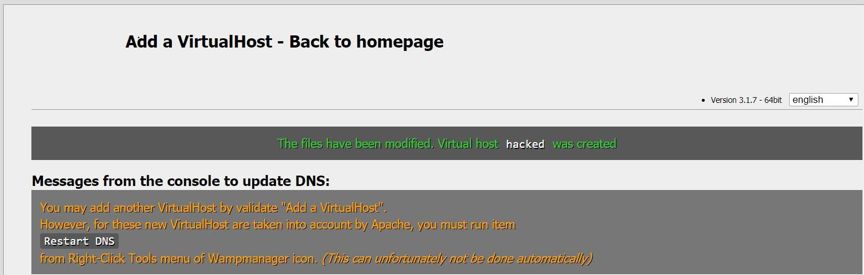 Add a VirtualHost - Back to homepage
• Version 3.1.7 - 64bit english
The files have been modified. Virtual host hacked was created
Messages from the console to update DNS:
You may add another VirtualHost by validate "Add a VirtualHost".
However, for these new VirtualHost are taken into account by Apache, you must run item
Restart DNS
from Right-Click Tools menu of Wampmanager icon. (This can unfortunately not be done automatically)